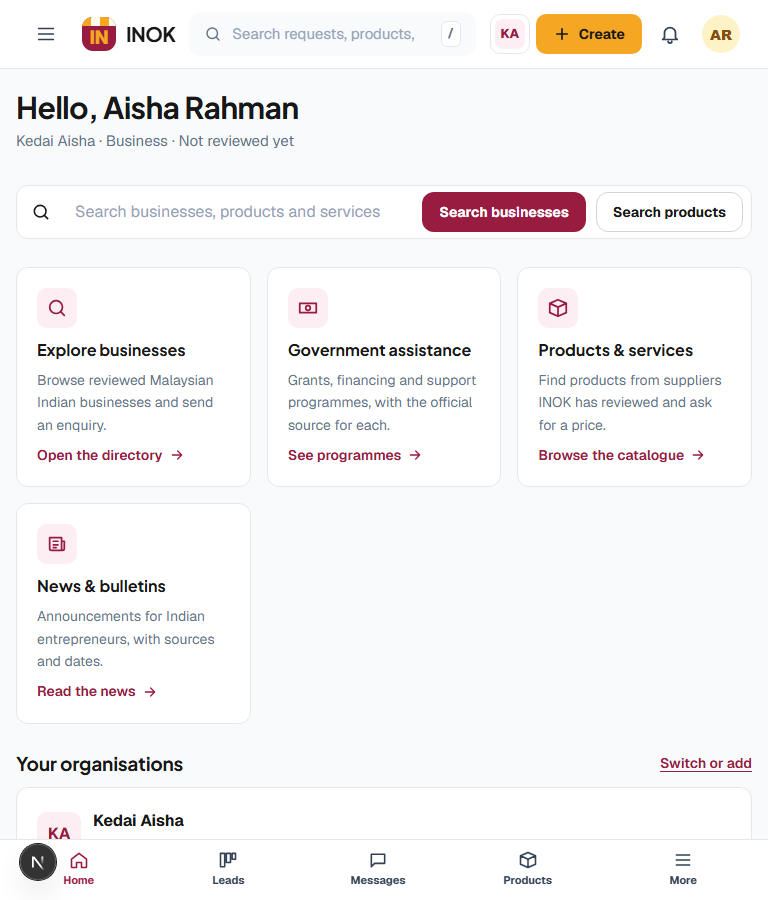 IN INOK Search requests, products, / KA + Create AR
Hello, Aisha Rahman
Kedai Aisha · Business · Not reviewed yet
Search businesses, products and services Search businesses Search products
Explore businesses
Browse reviewed Malaysian
Indian businesses and send
an enquiry.
Open the directory →
Government assistance
Grants, financing and support
programmes, with the official
source for each.
See programmes →
Products & services
Find products from suppliers
INOK has reviewed and ask
for a price.
Browse the catalogue →
News & bulletins
Announcements for Indian
entrepreneurs, with sources
and dates.
Read the news →
Your organisations Switch or add
KA Kedai Aisha
N
Home Leads Messages Products More